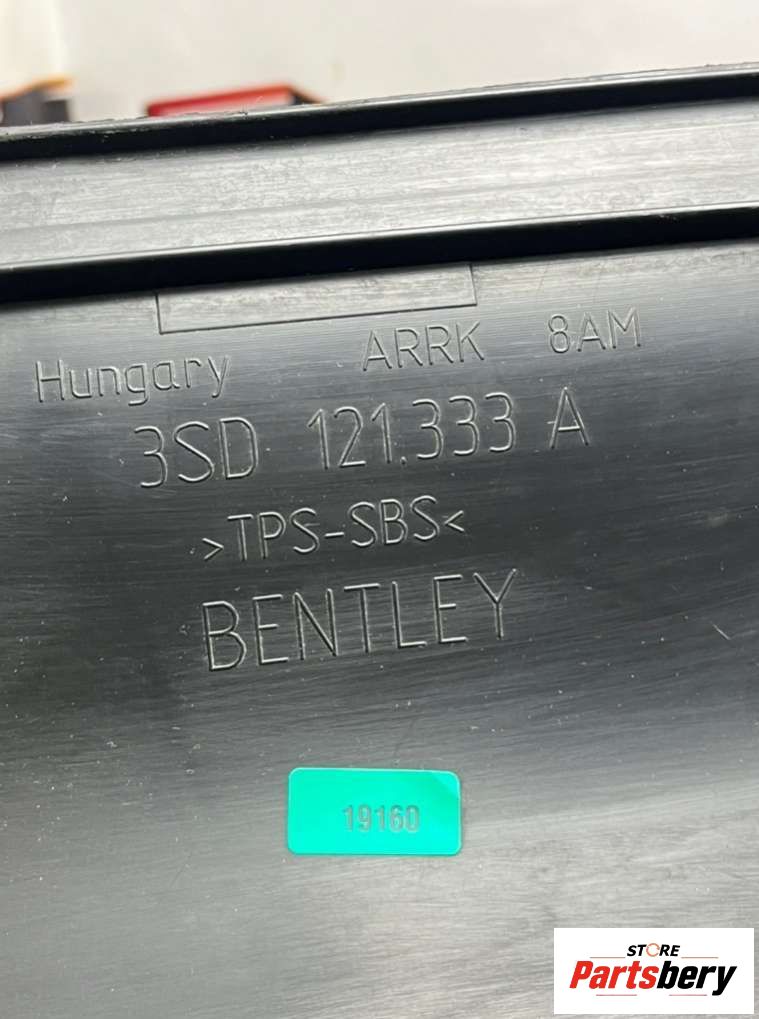 Hungary ARRK 8AM
3SD 121.333 A
>TPS-SBS<
BENTLEY
19160
STORE
Partsbery